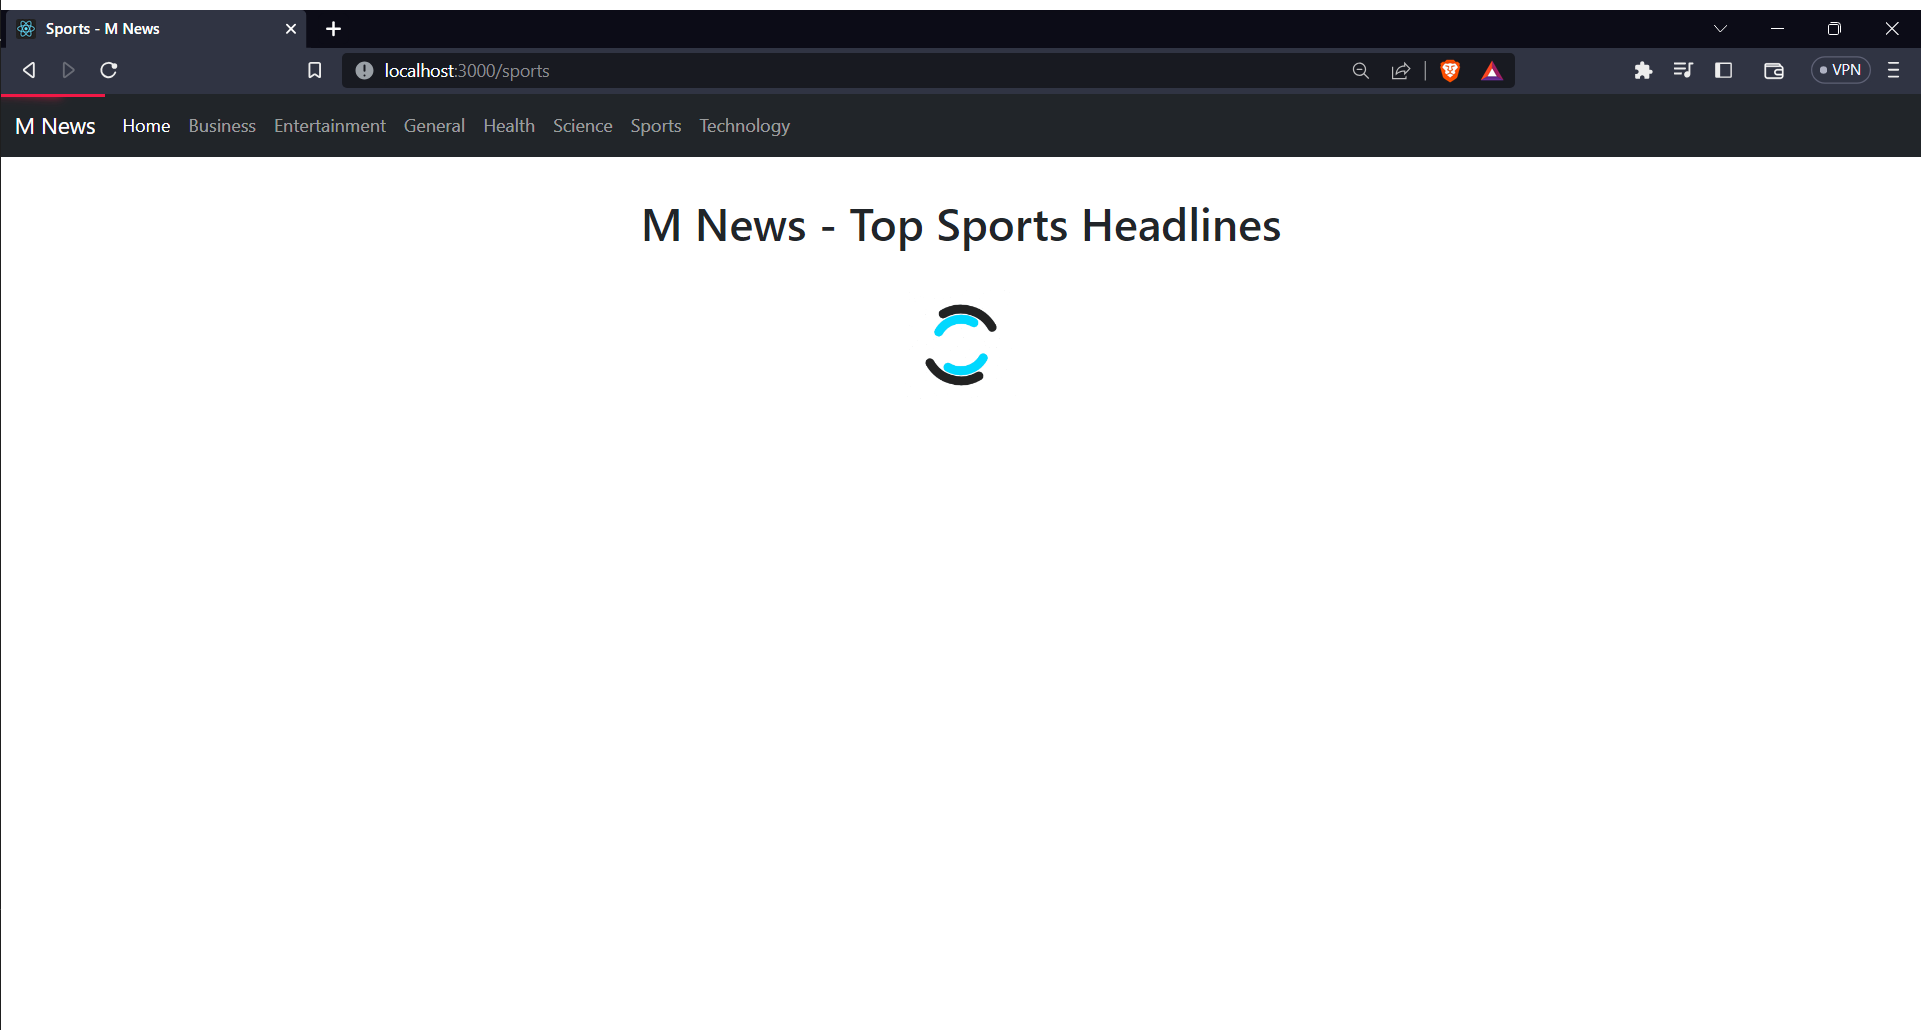 Sports - M News
localhost:3000/sports
VPN
M News Home Business Entertainment General Health Science Sports Technology
M News - Top Sports Headlines